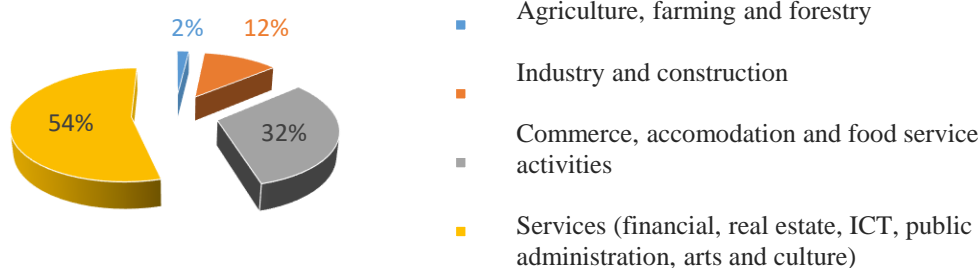 Agriculture, farming and forestry
2%
12%
Industry and construction
54%
32%
Commerce, accomodation and food service
activities
Services (financial, real estate, ICT, public
administration, arts and culture)